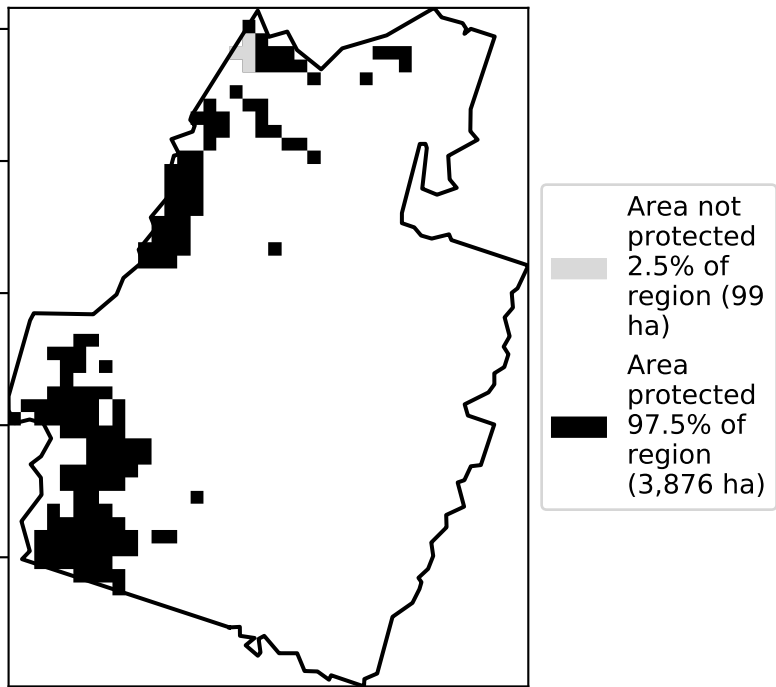 Area not
protected
2.5% of
region (99
ha)
Area
protected
97.5% of
region
(3,876 ha)